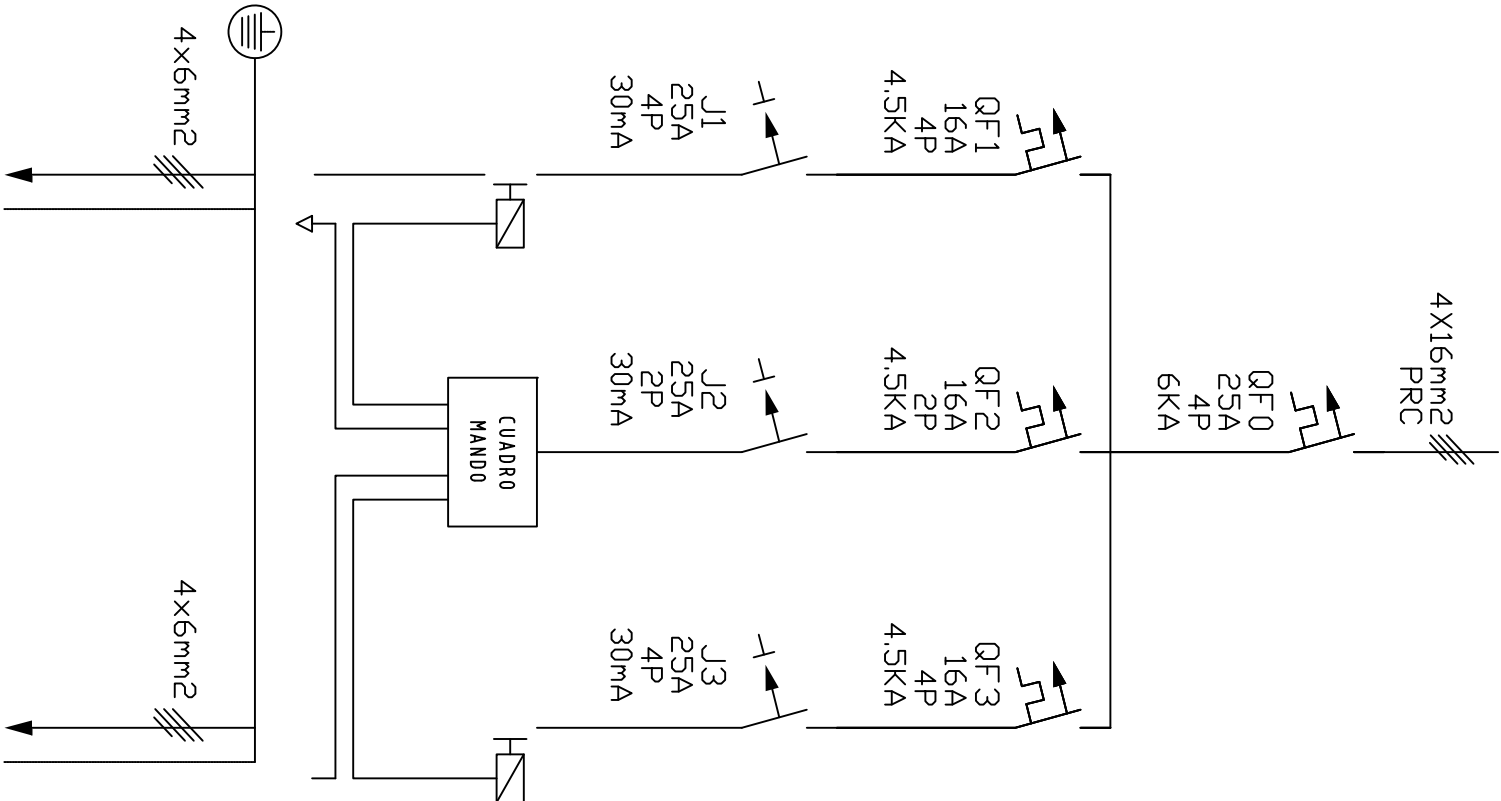 4X16mm2
PRC
QF0
25A
4P
6KA
QF1
16A
4P
4,5KA
QF2
16A
2P
4,5KA
QF3
16A
4P
4,5KA
J1
25A
4P
30mA
J2
25A
2P
30mA
J3
25A
4P
30mA
CUADRO
MANDO
4x6mm2
4x6mm2